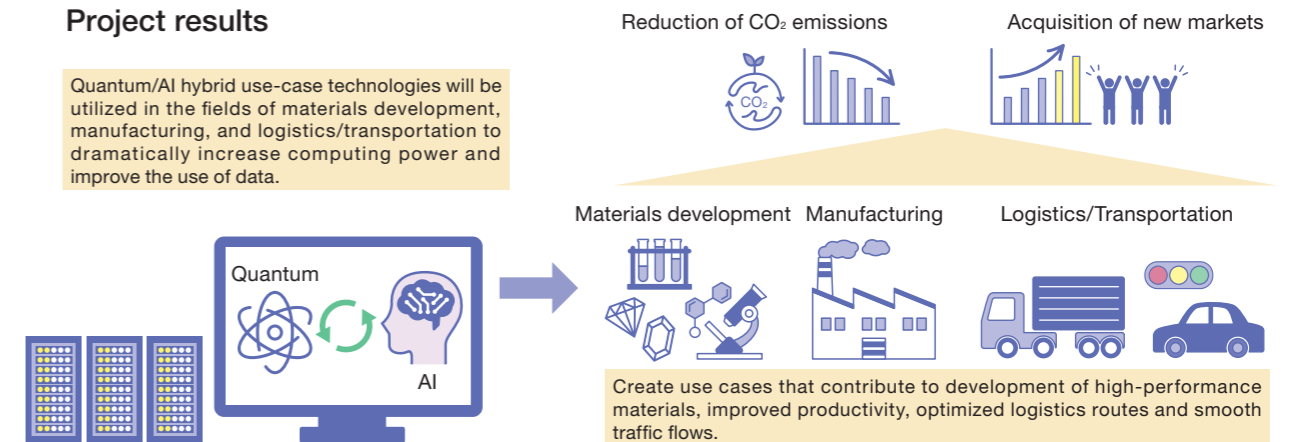 Project results
Quantum/AI hybrid use-case technologies will be
utilized in the fields of materials development,
manufacturing, and logistics/transportation to
dramatically increase computing power and
improve the use of data.
Quantum
AI
Reduction of CO₂ emissions
Acquisition of new markets
CO₂
Materials development
Manufacturing
Logistics/Transportation
Create use cases that contribute to development of high-performance
materials, improved productivity, optimized logistics routes and smooth
traffic flows.